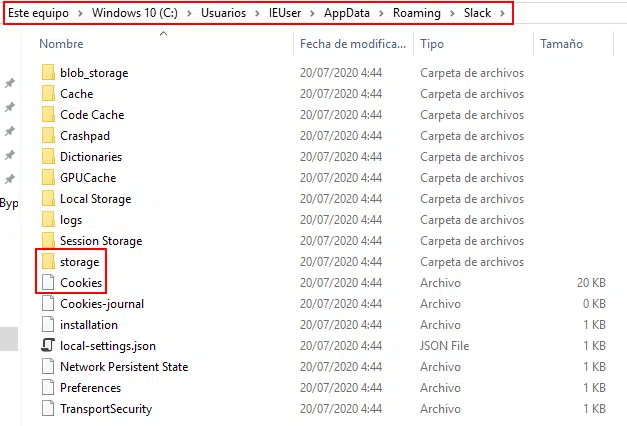 Este equipo > Windows 10 (C:) > Usuarios > IEUser > AppData > Roaming > Slack >
Nombre Fecha de modifica... Tipo Tamaño
blob_storage 20/07/2020 4:44 Carpeta de archivos
Cache 20/07/2020 4:44 Carpeta de archivos
Code Cache 20/07/2020 4:44 Carpeta de archivos
Crashpad 20/07/2020 4:44 Carpeta de archivos
Dictionaries 20/07/2020 4:44 Carpeta de archivos
GPUCache 20/07/2020 4:44 Carpeta de archivos
Local Storage 20/07/2020 4:44 Carpeta de archivos
Byp
logs 20/07/2020 4:44 Carpeta de archivos
Session Storage 20/07/2020 4:44 Carpeta de archivos
storage 20/07/2020 4:44 Carpeta de archivos
Cookies 20/07/2020 4:44 Archivo 20 KB
Cookies-journal 20/07/2020 4:44 Archivo 0 KB
installation 20/07/2020 4:44 Archivo 1 KB
local-settings.json 20/07/2020 4:44 JSON File 1 KB
Network Persistent State 20/07/2020 4:44 Archivo 1 KB
Preferences 20/07/2020 4:44 Archivo 1 KB
TransportSecurity 20/07/2020 4:44 Archivo 1 KB